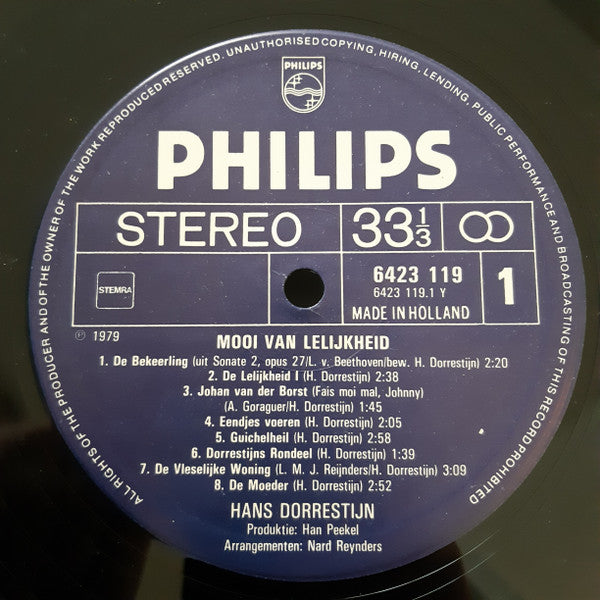 ALL RIGHTS OF THE PRODUCER AND OF THE OWNER OF THE WORK REPRODUCED RESERVED. UNAUTHORISED COPYING, HIRING, LENDING, PUBLIC PERFORMANCE AND BROADCASTING OF THIS RECORD PROHIBITED
PHILIPS
PHILIPS
STEREO 33⅓
STEMRA
6423 119
6423 119.1 Y
MADE IN HOLLAND
1
℗ 1979
MOOI VAN LELIJKHEID
1. De Bekeerling (uit Sonate 2, opus 27/L. v. Beethoven/bew. H. Dorrestijn) 2:20
2. De Lelijkheid I (H. Dorrestijn) 2:38
3. Johan van der Borst (Fais moi mal, Johnny)
(A. Goraguer/H. Dorrestijn) 1:45
4. Eendjes voeren (H. Dorrestijn) 2:05
5. Guichelheil (H. Dorrestijn) 2:58
6. Dorrestijns Rondeel (H. Dorrestijn) 1:39
7. De Vleselijke Woning (L. M. J. Reijnders/H. Dorrestijn) 3:09
8. De Moeder (H. Dorrestijn) 2:52
HANS DORRESTIJN
Produktie: Han Peekel
Arrangementen: Nard Reynders